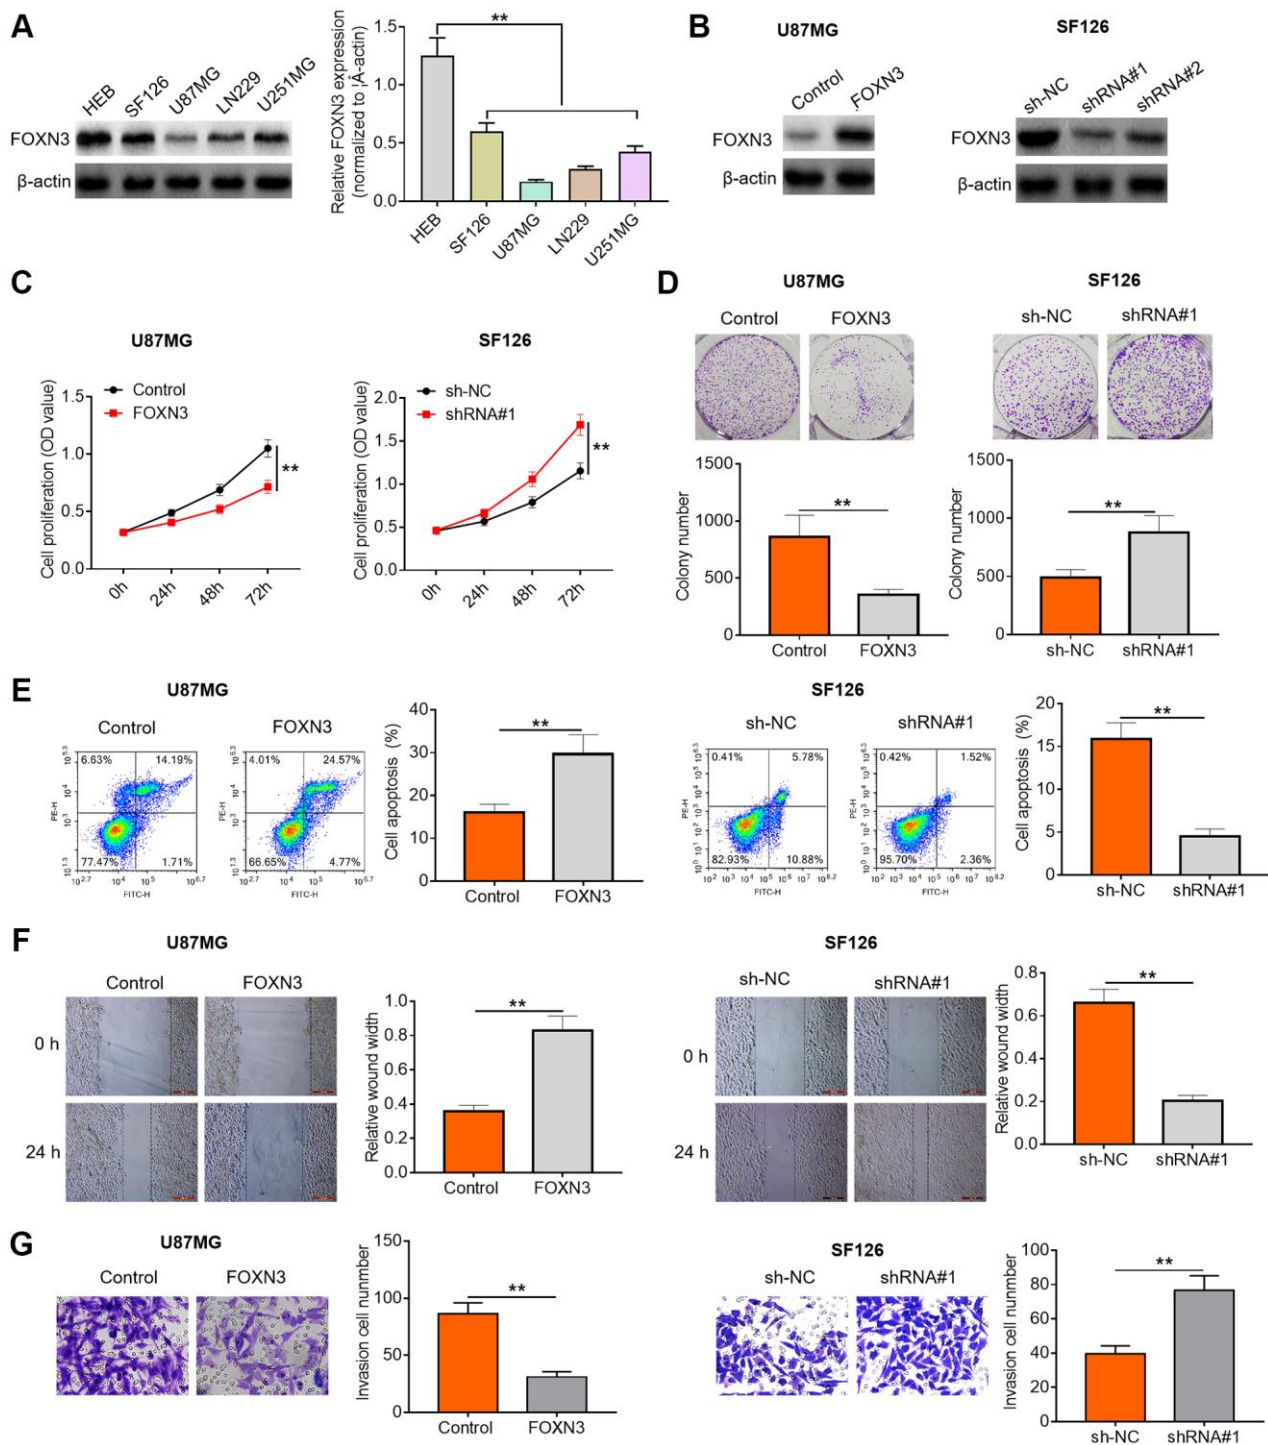 A
HEB
SF126
U87MG
LN229
U251MG
FOXN3
β-actin
Relative FOXN3 expression
(normalized to ¦Â-actin)
1.5
1.0
0.5
0.0
**
HEB
SF126
U87MG
LN229
U251MG
B
U87MG
Control
FOXN3
FOXN3
β-actin
SF126
sh-NC
shRNA#1
shRNA#2
FOXN3
β-actin
C
U87MG
Cell proliferation (OD value)
1.5
1.0
0.5
0.0
Control
FOXN3
**
0h
24h
48h
72h
SF126
Cell proliferation (OD value)
2.0
1.5
1.0
0.5
0.0
sh-NC
shRNA#1
**
0h
24h
48h
72h
D
U87MG
Control
FOXN3
Colony number
1500
1000
500
0
**
Control
FOXN3
SF126
sh-NC
shRNA#1
Colony number
1500
1000
500
0
**
sh-NC
shRNA#1
E
U87MG
Control
FOXN3
6.63%
14.19%
77.47%
1.71%
PE-H
FITC-H
4.01%
24.57%
66.65%
4.77%
PE-H
FITC-H
Cell apoptosis (%)
40
30
20
10
0
**
Control
FOXN3
SF126
sh-NC
shRNA#1
0.41%
5.78%
82.93%
10.88%
PE-H
FITC-H
0.42%
1.52%
95.70%
2.36%
PE-H
FITC-H
Cell apoptosis (%)
20
15
10
5
0
**
sh-NC
shRNA#1
F
U87MG
Control
FOXN3
0 h
24 h
Relative wound width
1.0
0.8
0.6
0.4
0.2
0.0
**
Control
FOXN3
SF126
sh-NC
shRNA#1
0 h
24 h
Relative wound width
0.8
0.6
0.4
0.2
0.0
**
sh-NC
shRNA#1
G
U87MG
Control
FOXN3
Invasion cell nunmber
150
100
50
0
**
Control
FOXN3
SF126
sh-NC
shRNA#1
Invasion cell nunmber
100
80
60
40
20
0
**
sh-NC
shRNA#1